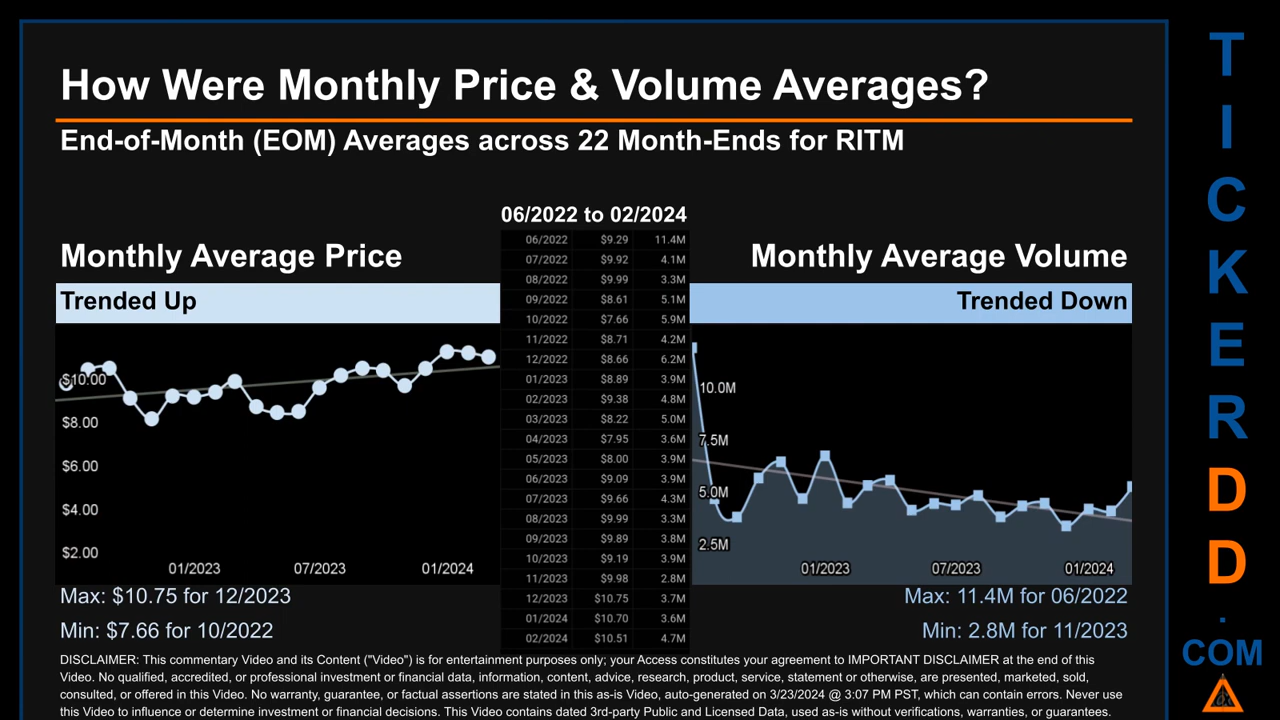 How Were Monthly Price & Volume Averages?
End-of-Month (EOM) Averages across 22 Month-Ends for RITM
06/2022 to 02/2024
Monthly Average Price
Trended Up
$10.00
$8.00
$6.00
$4.00
$2.00
01/2023 07/2023 01/2024
Max: $10.75 for 12/2023
Min: $7.66 for 10/2022
06/2022 $9.29 11.4M
07/2022 $9.92 4.1M
08/2022 $9.99 3.3M
09/2022 $8.61 5.1M
10/2022 $7.66 5.9M
11/2022 $8.71 4.2M
12/2022 $8.66 6.2M
01/2023 $8.89 3.9M
02/2023 $9.38 4.8M
03/2023 $8.22 5.0M
04/2023 $7.95 3.6M
05/2023 $8.00 3.9M
06/2023 $9.09 3.9M
07/2023 $9.66 4.3M
08/2023 $9.99 3.3M
09/2023 $9.89 3.8M
10/2023 $9.19 3.9M
11/2023 $9.98 2.8M
12/2023 $10.75 3.7M
01/2024 $10.70 3.6M
02/2024 $10.51 4.7M
Monthly Average Volume
Trended Down
10.0M
7.5M
5.0M
2.5M
01/2023 07/2023 01/2024
Max: 11.4M for 06/2022
Min: 2.8M for 11/2023
DISCLAIMER: This commentary Video and its Content ("Video") is for entertainment purposes only; your Access constitutes your agreement to IMPORTANT DISCLAIMER at the end of this
Video. No qualified, accredited, or professional investment or financial data, information, content, advice, research, product, service, statement or otherwise, are presented, marketed, sold,
consulted, or offered in this Video. No warranty, guarantee, or factual assertions are stated in this as-is Video, auto-generated on 3/23/2024 @ 3:07 PM PST, which can contain errors. Never use
this Video to influence or determine investment or financial decisions. This Video contains dated 3rd-party Public and Licensed Data, used as-is without verifications, warranties, or guarantees.
T
I
C
K
E
R
D
D
.
COM